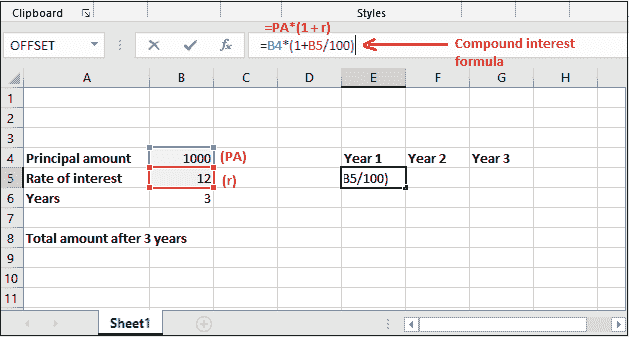 Clipboard Styles
=PA*(1 + r)
OFFSET fx =B4*(1+B5/100) Compound interest
formula
A B C D E F G H
1
2
3
4 Principal amount 1000 (PA) Year 1 Year 2 Year 3
5 Rate of interest 12 (r) B5/100)
6 Years 3
7
8 Total amount after 3 years
9
10
11
Sheet1